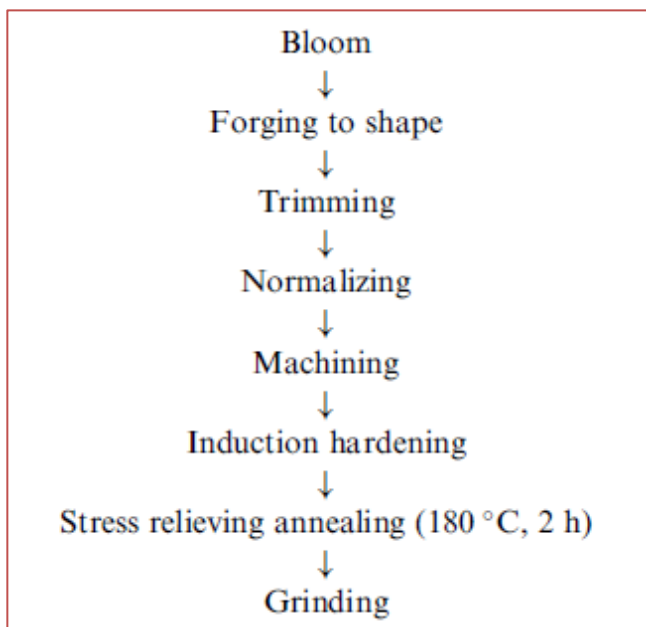 Bloom
↓
Forging to shape
↓
Trimming
↓
Normalizing
↓
Machining
↓
Induction hardening
↓
Stress relieving annealing (180 °C, 2 h)
↓
Grinding